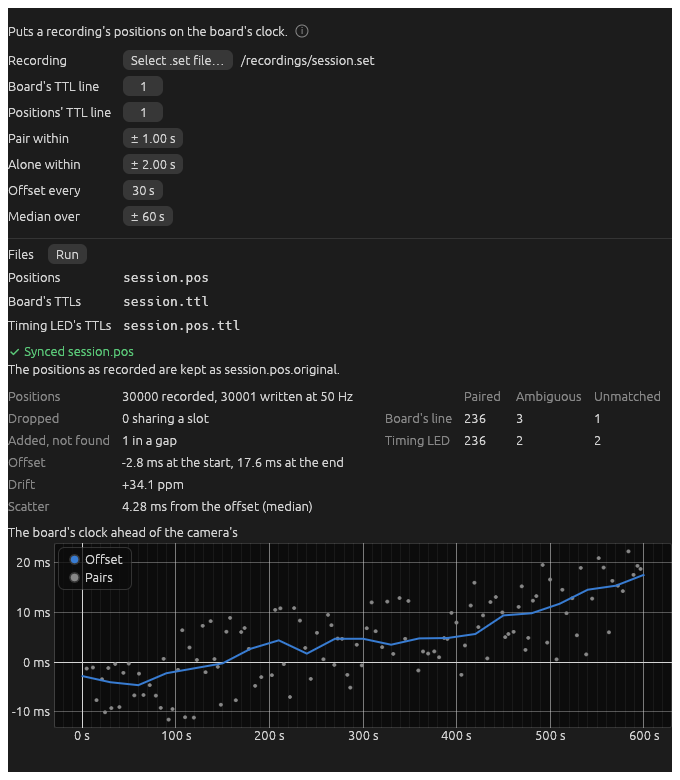 Puts a recording's positions on the board's clock.
Recording Select .set file... /recordings/session.set
Board's TTL line 1
Positions' TTL line 1
Pair within ± 1.00 s
Alone within ± 2.00 s
Offset every 30 s
Median over ± 60 s
Files Run
Positions session.pos
Board's TTLs session.ttl
Timing LED's TTLs session.pos.ttl
✓ Synced session.pos
The positions as recorded are kept as session.pos.original.
Positions 30000 recorded, 30001 written at 50 Hz
Dropped 0 sharing a slot
Added, not found 1 in a gap
Offset -2.8 ms at the start, 17.6 ms at the end
Drift +34.1 ppm
Scatter 4.28 ms from the offset (median)
Paired Ambiguous Unmatched
Board's line 236 3 1
Timing LED 236 2 2
The board's clock ahead of the camera's
Offset
Pairs
20 ms
10 ms
0 ms
-10 ms
0 s 100 s 200 s 300 s 400 s 500 s 600 s